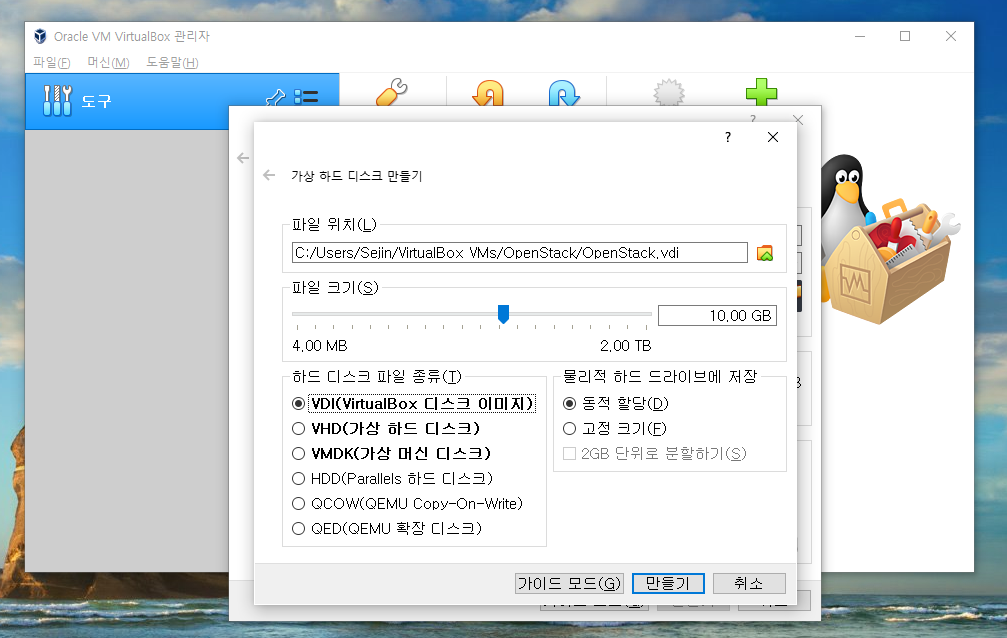 Oracle VM VirtualBox 관리자
파일(F) 머신(M) 도움말(H)
도구
?
?
가상 하드 디스크 만들기
파일 위치(L)
C:/Users/Sejin/VirtualBox VMs/OpenStack/OpenStack.vdi
파일 크기(S)
10.00 GB
4.00 MB 2.00 TB
하드 디스크 파일 종류(T)
VDI(VirtualBox 디스크 이미지)
VHD(가상 하드 디스크)
VMDK(가상 머신 디스크)
HDD(Parallels 하드 디스크)
QCOW(QEMU Copy-On-Write)
QED(QEMU 확장 디스크)
물리적 하드 드라이브에 저장
동적 할당(D)
고정 크기(F)
2GB 단위로 분할하기(S)
가이드 모드(G) 만들기 취소